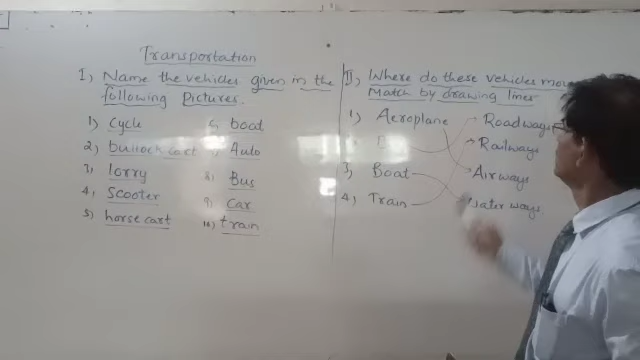 Transportation
I) Name the vehicles given in the
following pictures.
1) Cycle
2) bullock cart
3) lorry
4) Scooter
5) horse cart
6) boat
Auto
8) Bus
9) Car
10) train
II) Where do these vehicles move
Match by drawing lines
1) Aeroplane
3) Boat
4) Train
Roadways
Railways
Airways
Water ways